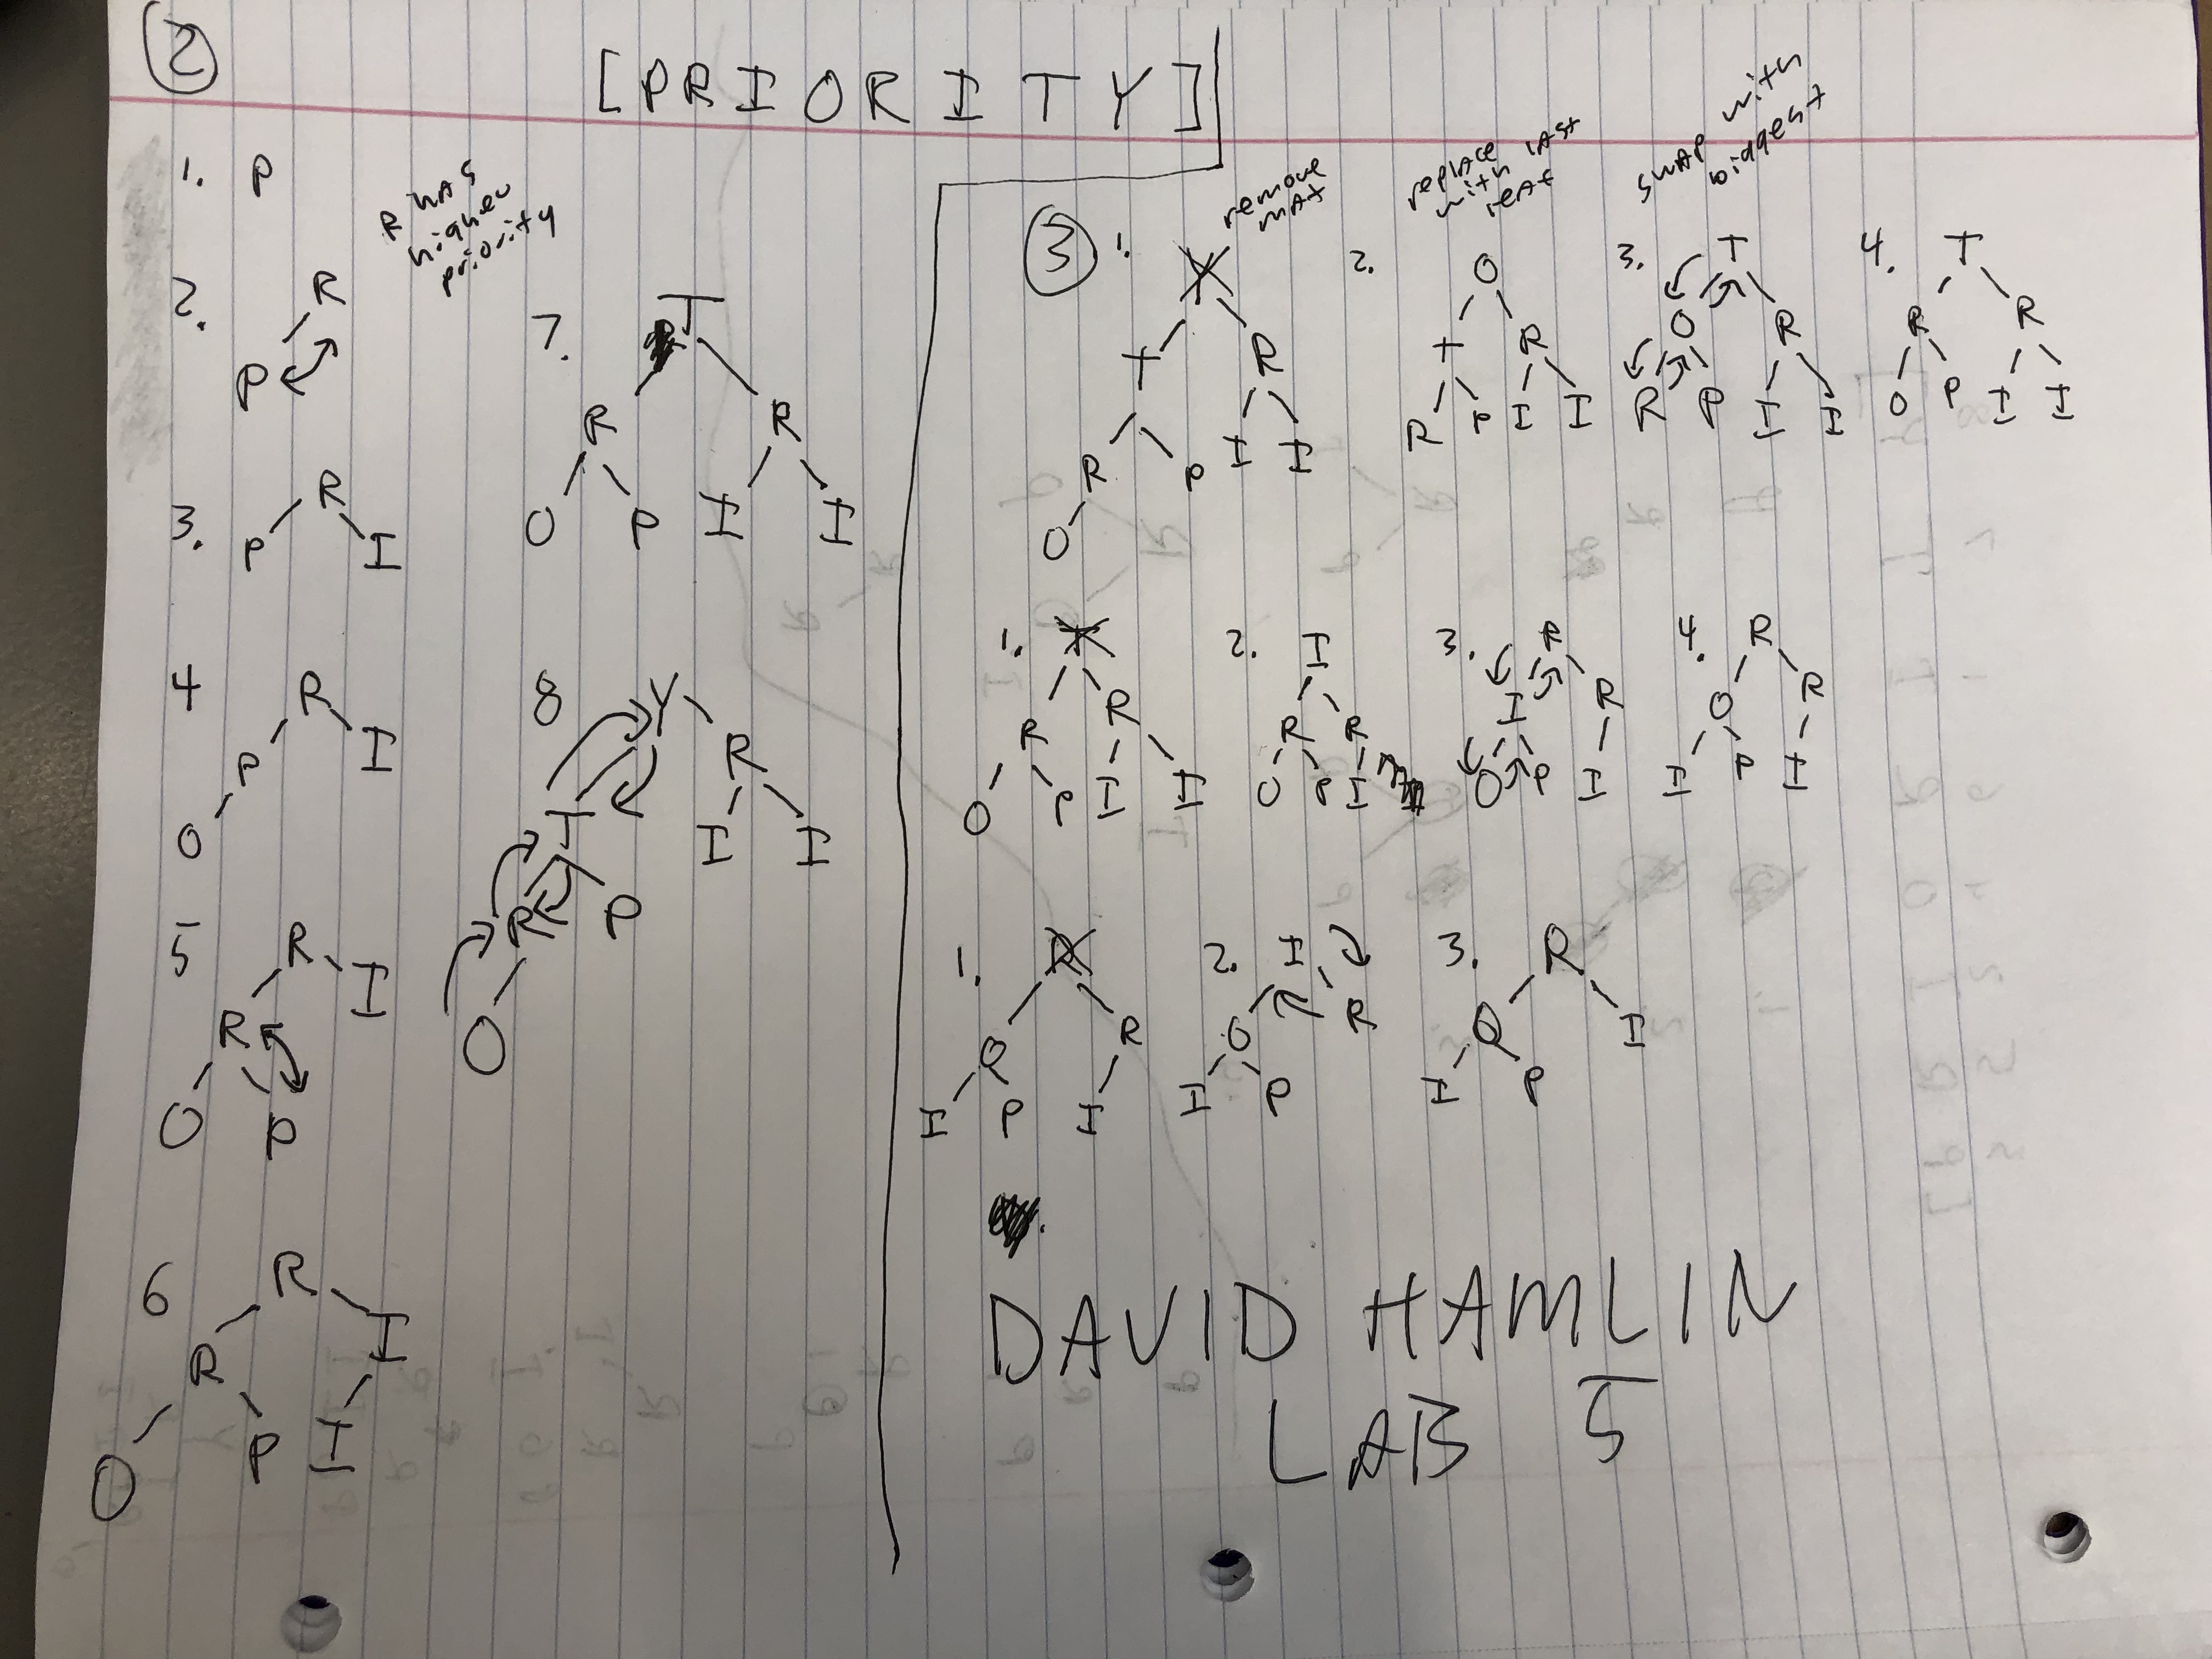 2
[PRIORITY]
1. P
R HAS
higher
priority
2.
R
P
3.
R
P I
4
R
P I
O
5
R
R I
O P
6
R
R I
O P I
7.
T
R R
O P I I
8
Y
T R
R P I I
O
3
1.
remove
max
T R
R P I I
O
2.
replace
with last
leaf
O
T R
R P I I
3.
swap with
biggest
T
O R
R P I I
4.
T
R R
O P I I
1.
R R
O P I I
2.
I
R R
O P I
3.
R
I R
O P I
4.
R
O R
I P I
1.
R
O R
I P I
2.
I
O R
I P
3.
R
O I
I P
DAVID HAMLIN
LAB 5